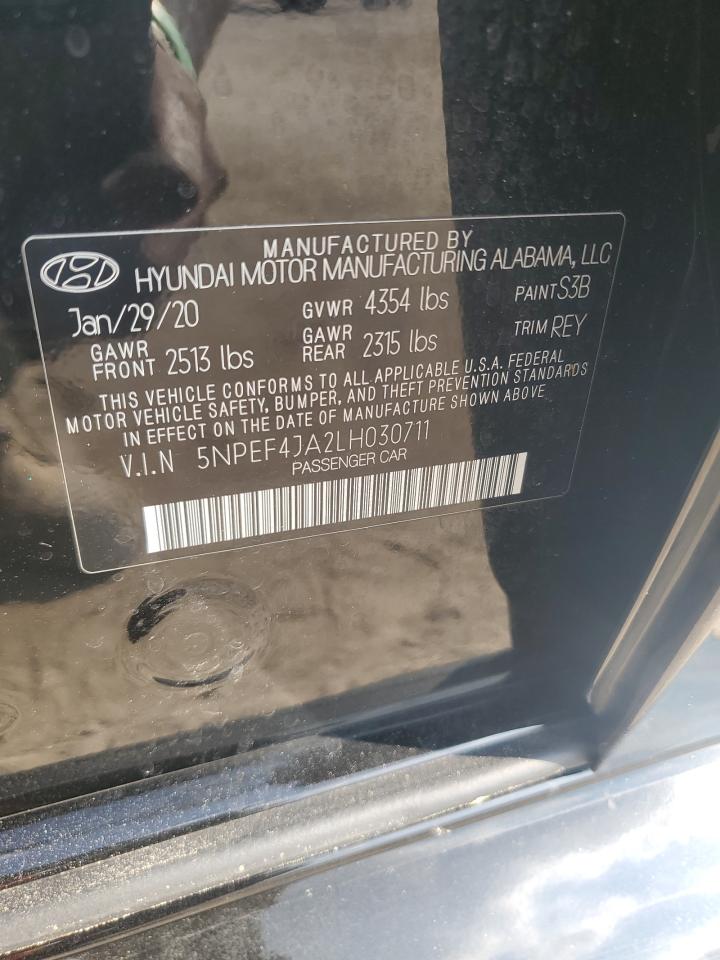 MANUFACTURED BY
HYUNDAI MOTOR MANUFACTURING ALABAMA, LLC
Jan/29/20 GVWR 4354 lbs PAINT S3B
GAWR FRONT 2513 lbs GAWR REAR 2315 lbs TRIM REY
THIS VEHICLE CONFORMS TO ALL APPLICABLE U.S.A. FEDERAL
MOTOR VEHICLE SAFETY, BUMPER, AND THEFT PREVENTION STANDARDS
IN EFFECT ON THE DATE OF MANUFACTURE SHOWN ABOVE
V.I.N 5NPEF4JA2LH030711
PASSENGER CAR